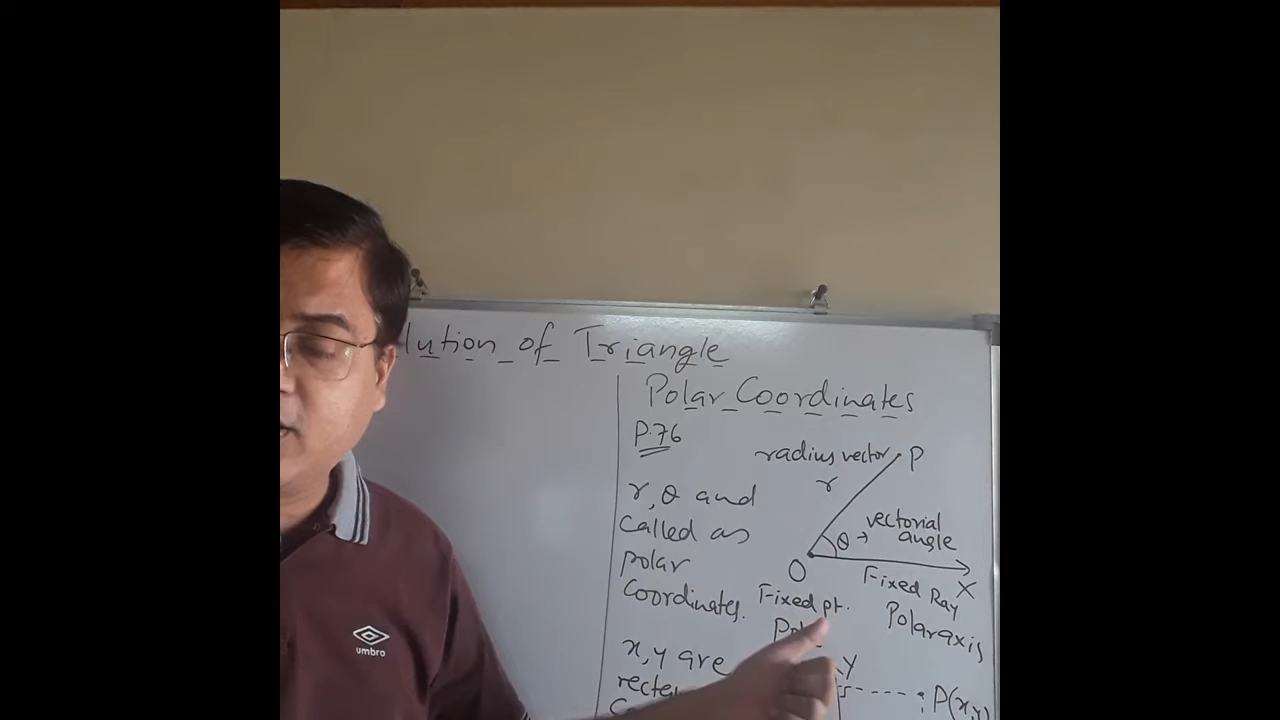 lution of Triangle
Polar Coordinates
P.76
radius vector P
r
r, θ and
called as
polar
coordinates.
vectorial
angle
θ →
O
X
Fixed pt.
Fixed Ray
Polar axis
x, y are
Y
P(x,y)
umbro